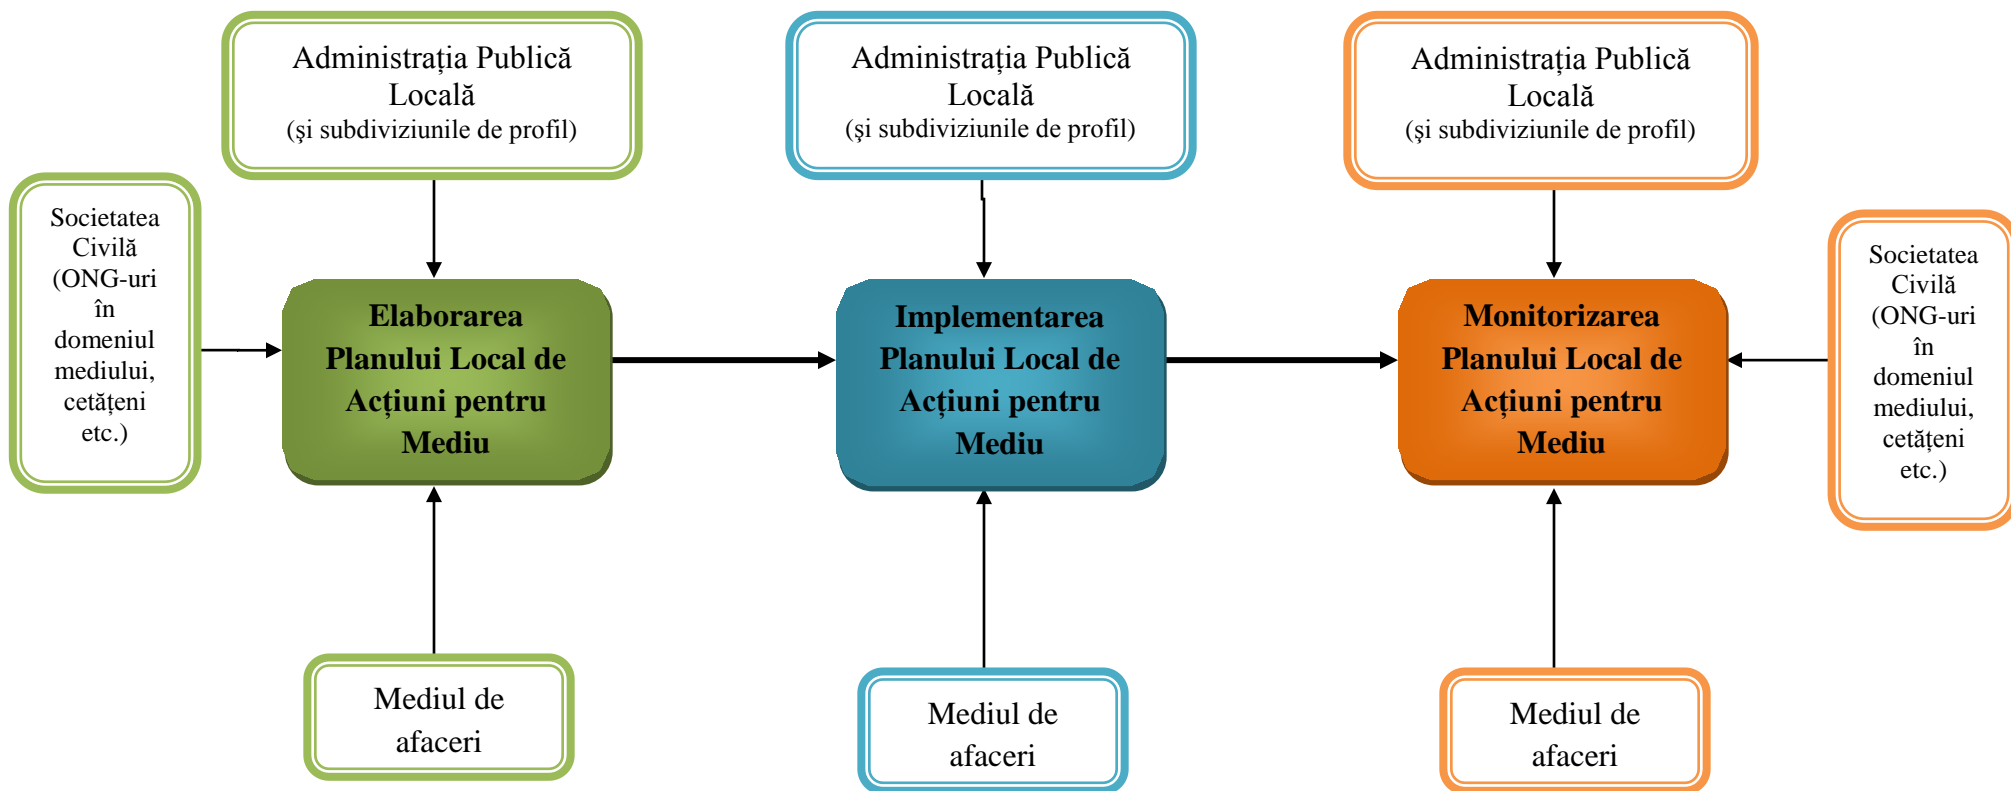 Administrația Publică
Locală
(şi subdiviziunile de profil)
Administrația Publică
Locală
(şi subdiviziunile de profil)
Administrația Publică
Locală
(şi subdiviziunile de profil)
Societatea
Civilă
(ONG-uri
în
domeniul
mediului,
cetățeni
etc.)
Elaborarea
Planului Local de
Acțiuni pentru
Mediu
Implementarea
Planului Local de
Acțiuni pentru
Mediu
Monitorizarea
Planului Local de
Acțiuni pentru
Mediu
Societatea
Civilă
(ONG-uri
în
domeniul
mediului,
cetățeni
etc.)
Mediul de
afaceri
Mediul de
afaceri
Mediul de
afaceri